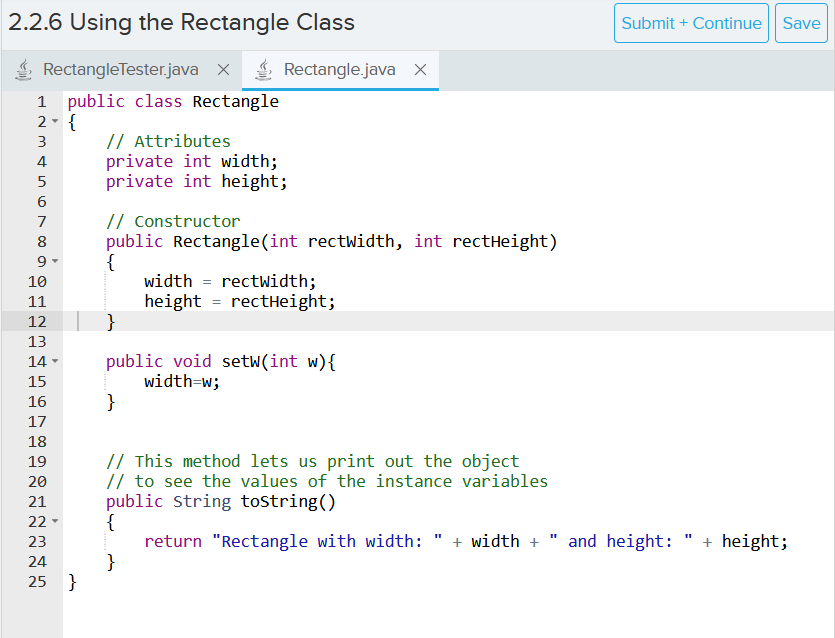 2.2.6 Using the Rectangle Class
Submit + Continue
Save
RectangleTester.java
Rectangle.java
1 public class Rectangle
2 {
3     // Attributes
4     private int width;
5     private int height;
6
7     // Constructor
8     public Rectangle(int rectWidth, int rectHeight)
9     {
10         width = rectWidth;
11         height = rectHeight;
12     }
13
14     public void setW(int w){
15         width=w;
16     }
17
18
19     // This method lets us print out the object
20     // to see the values of the instance variables
21     public String toString()
22     {
23         return "Rectangle with width: " + width + " and height: " + height;
24     }
25 }